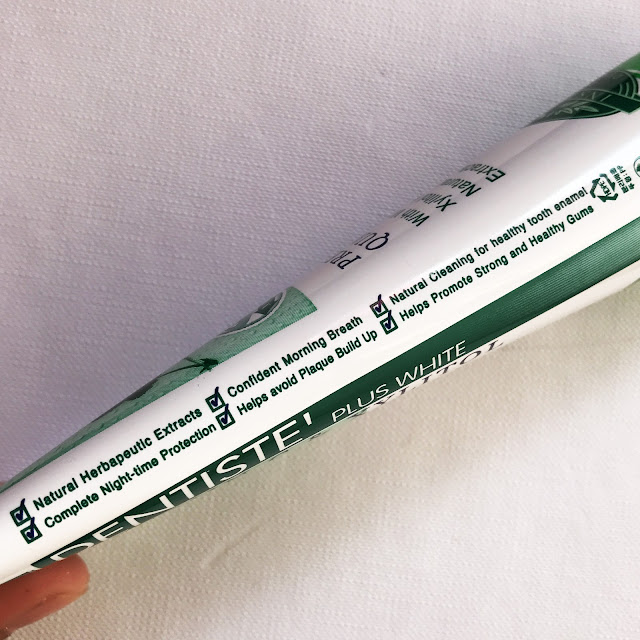 Natural Herbapeutic Extracts
Confident Morning Breath
Natural Cleaning for healthy tooth enamel
Complete Night-time Protection
Helps avoid Plaque Build Up
Helps Promote Strong and Healthy Gums
DENTISTE' PLUS WHITE